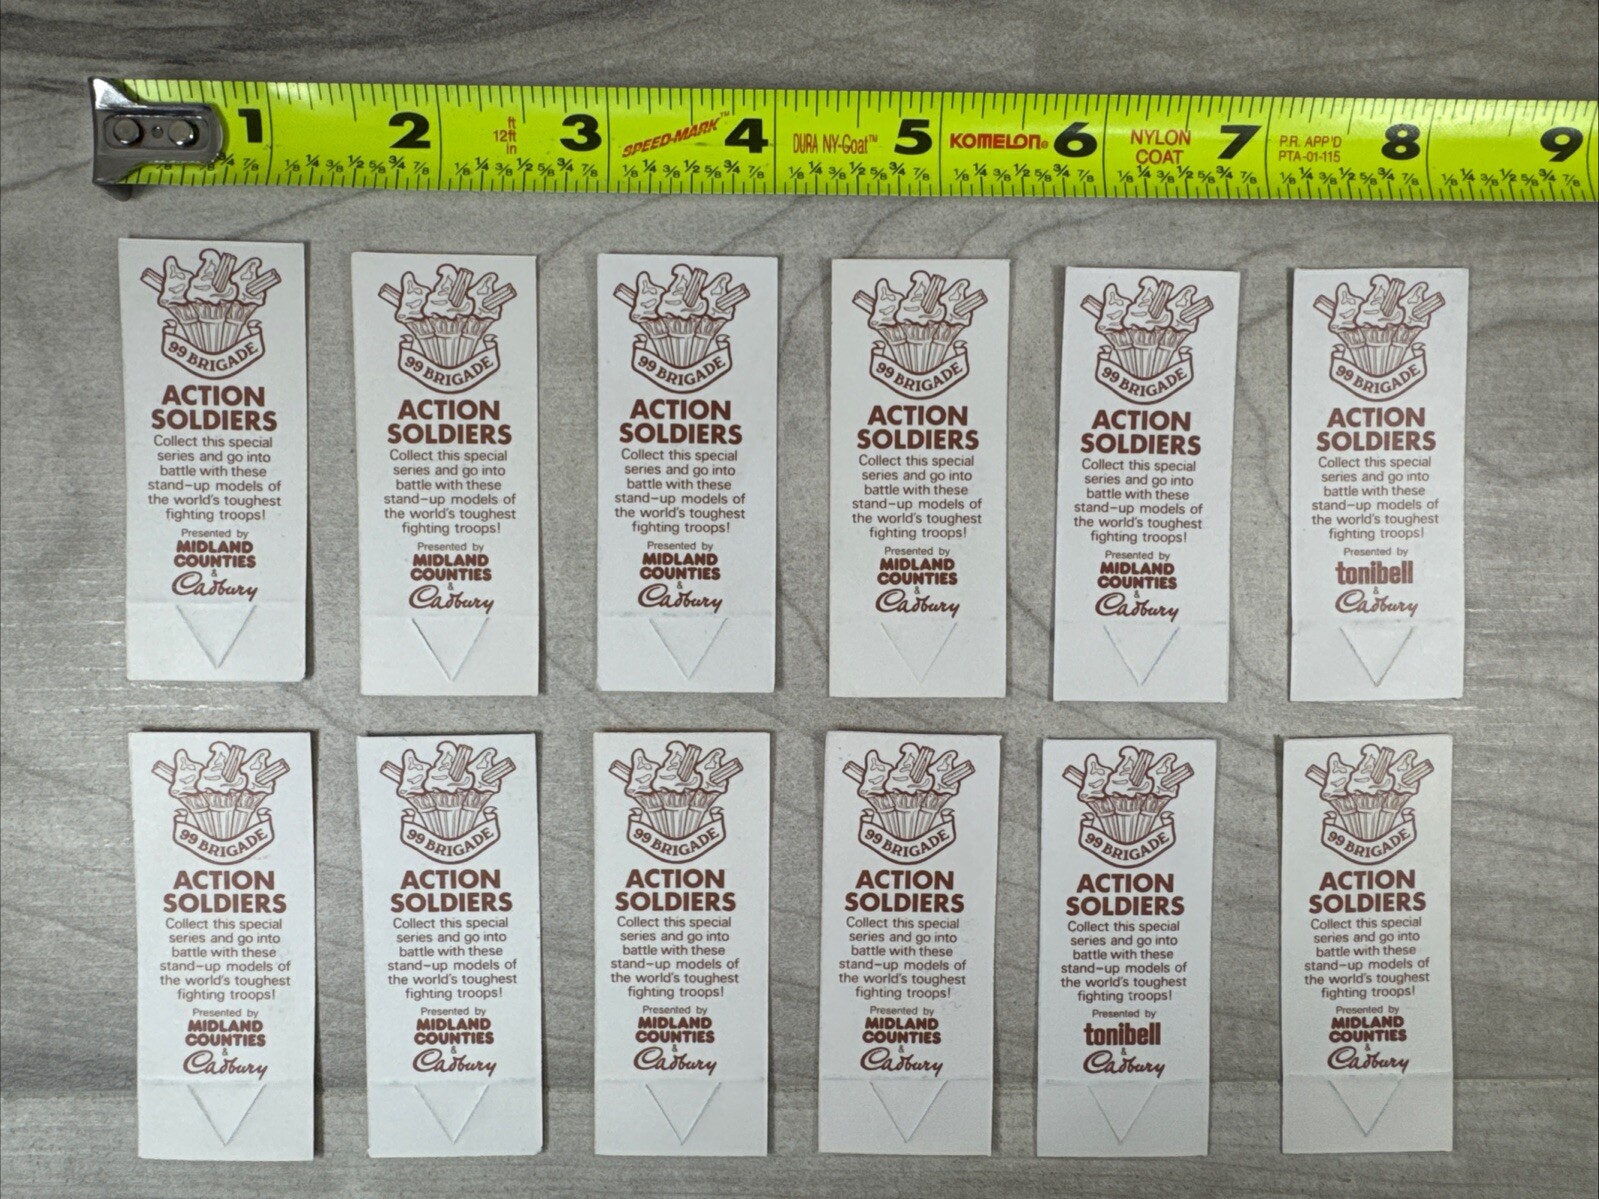 1 2 3 4 5 6 7 8 9
ft
12ft
in
SPEED-MARK™
DURA NY-Goat™
KOMELON®
NYLON
COAT
P.R. APP'D
PTA-01-115
1/8 1/4 3/8 1/2 5/8 3/4 7/8
99 BRIGADE
ACTION
SOLDIERS
Collect this special
series and go into
battle with these
stand-up models of
the world's toughest
fighting troops!
Presented by
MIDLAND
COUNTIES
&
Cadbury
99 BRIGADE
ACTION
SOLDIERS
Collect this special
series and go into
battle with these
stand-up models of
the world's toughest
fighting troops!
Presented by
MIDLAND
COUNTIES
&
Cadbury
99 BRIGADE
ACTION
SOLDIERS
Collect this special
series and go into
battle with these
stand-up models of
the world's toughest
fighting troops!
Presented by
MIDLAND
COUNTIES
&
Cadbury
99 BRIGADE
ACTION
SOLDIERS
Collect this special
series and go into
battle with these
stand-up models of
the world's toughest
fighting troops!
Presented by
MIDLAND
COUNTIES
&
Cadbury
99 BRIGADE
ACTION
SOLDIERS
Collect this special
series and go into
battle with these
stand-up models of
the world's toughest
fighting troops!
Presented by
MIDLAND
COUNTIES
&
Cadbury
99 BRIGADE
ACTION
SOLDIERS
Collect this special
series and go into
battle with these
stand-up models of
the world's toughest
fighting troops!
Presented by
tonibell
&
Cadbury
99 BRIGADE
ACTION
SOLDIERS
Collect this special
series and go into
battle with these
stand-up models of
the world's toughest
fighting troops!
Presented by
MIDLAND
COUNTIES
&
Cadbury
99 BRIGADE
ACTION
SOLDIERS
Collect this special
series and go into
battle with these
stand-up models of
the world's toughest
fighting troops!
Presented by
MIDLAND
COUNTIES
&
Cadbury
99 BRIGADE
ACTION
SOLDIERS
Collect this special
series and go into
battle with these
stand-up models of
the world's toughest
fighting troops!
Presented by
MIDLAND
COUNTIES
&
Cadbury
99 BRIGADE
ACTION
SOLDIERS
Collect this special
series and go into
battle with these
stand-up models of
the world's toughest
fighting troops!
Presented by
MIDLAND
COUNTIES
&
Cadbury
99 BRIGADE
ACTION
SOLDIERS
Collect this special
series and go into
battle with these
stand-up models of
the world's toughest
fighting troops!
Presented by
tonibell
&
Cadbury
99 BRIGADE
ACTION
SOLDIERS
Collect this special
series and go into
battle with these
stand-up models of
the world's toughest
fighting troops!
Presented by
MIDLAND
COUNTIES
&
Cadbury